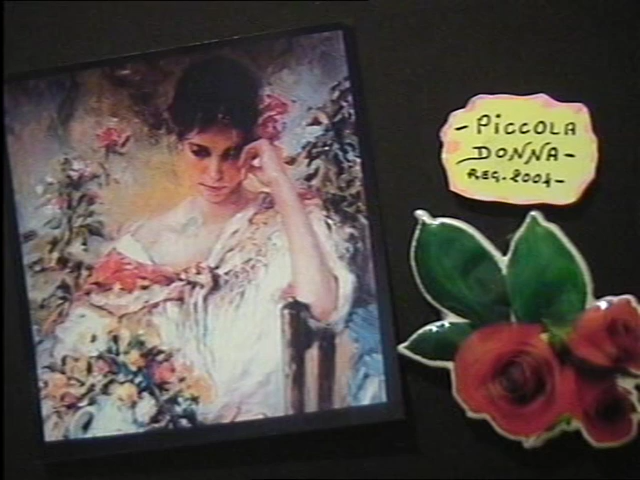 - PiCCOLA
DONNA -
REG. 2004 -